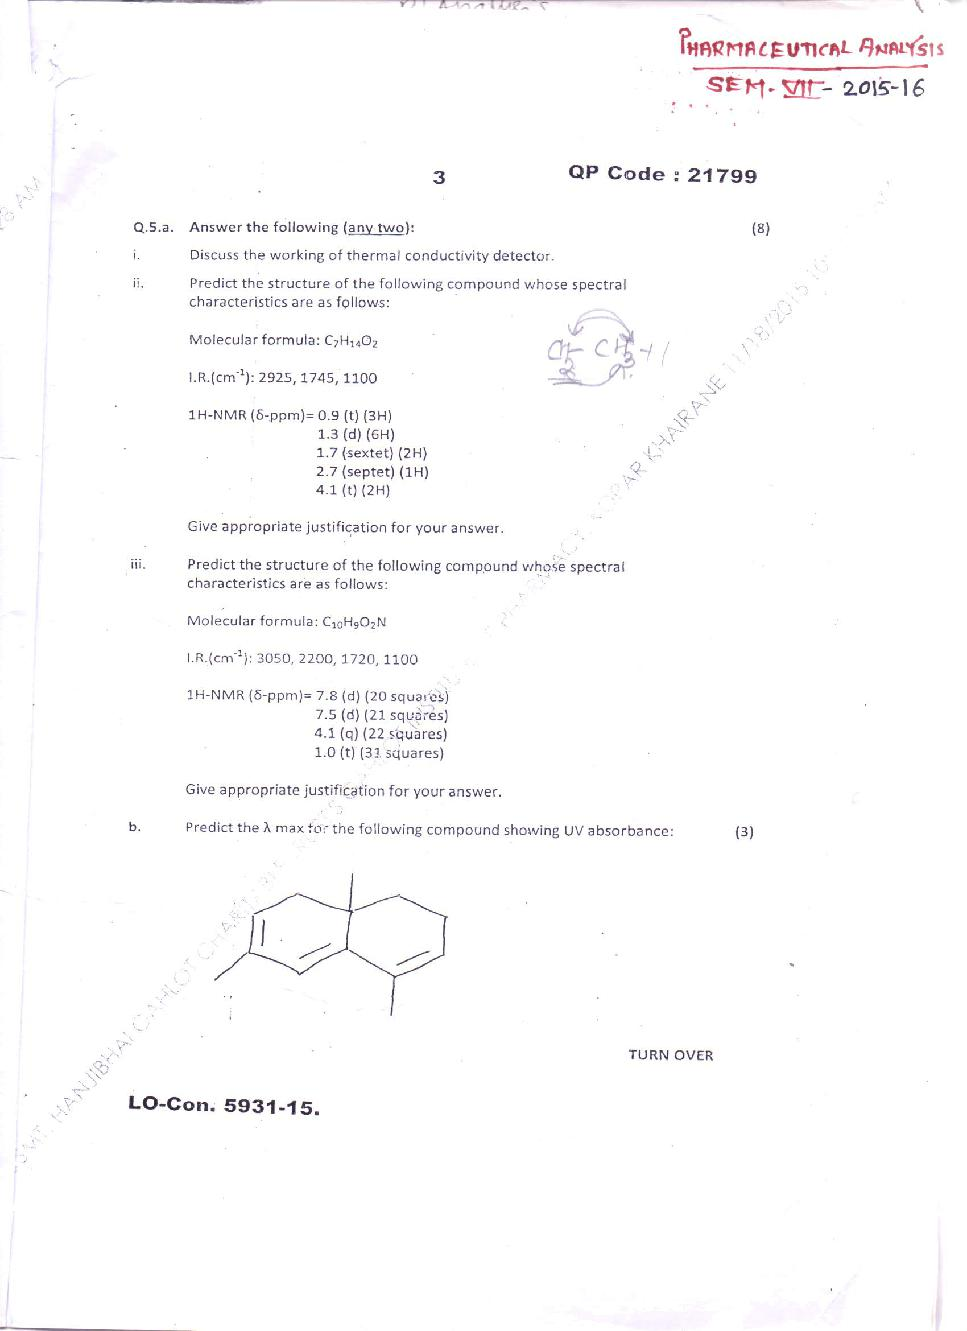 PHARMACEUTICAL ANALYSIS
SEM- VII - 2015-16
3 QP Code : 21799
Q.5.a. Answer the following (any two): (8)
i. Discuss the working of thermal conductivity detector.
ii. Predict the structure of the following compound whose spectral
characteristics are as follows:
Molecular formula: C₇H₁₄O₂
I.R.(cm⁻¹): 2925, 1745, 1100
1H-NMR (δ-ppm)= 0.9 (t) (3H)
1.3 (d) (6H)
1.7 (sextet) (2H)
2.7 (septet) (1H)
4.1 (t) (2H)
Give appropriate justification for your answer.
iii. Predict the structure of the following compound whose spectral
characteristics are as follows:
Molecular formula: C₁₀H₉O₂N
I.R.(cm⁻¹): 3050, 2200, 1720, 1100
1H-NMR (δ-ppm)= 7.8 (d) (20 squares)
7.5 (d) (21 squares)
4.1 (q) (22 squares)
1.0 (t) (31 squares)
Give appropriate justification for your answer.
b. Predict the λ max for the following compound showing UV absorbance: (3)
TURN OVER
LO-Con. 5931-15.